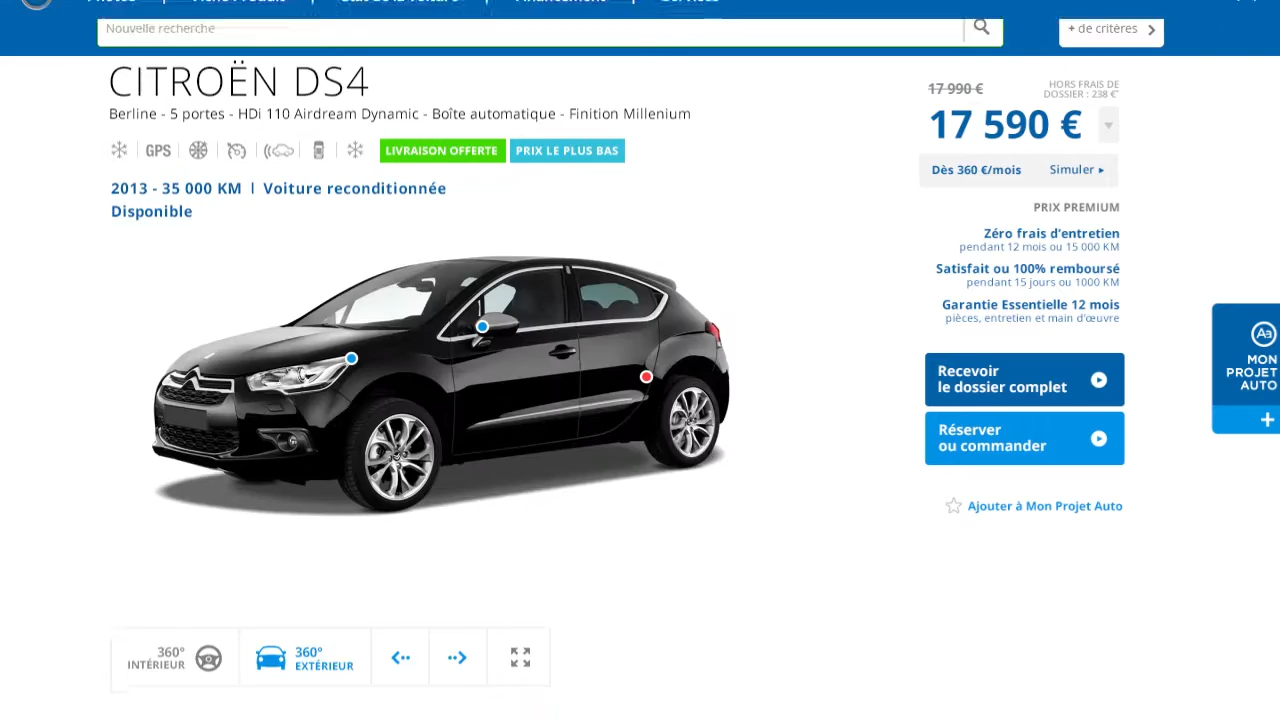 Nouvelle recherche
+ de critères
CITROËN DS4
Berline - 5 portes - HDi 110 Airdream Dynamic - Boîte automatique - Finition Millenium
GPS
LIVRAISON OFFERTE
PRIX LE PLUS BAS
2013 - 35 000 KM | Voiture reconditionnée
Disponible
17 990 €
HORS FRAIS DE
DOSSIER : 238 €*
17 590 €
Dès 360 €/mois
Simuler
PRIX PREMIUM
Zéro frais d'entretien
pendant 12 mois ou 15 000 KM
Satisfait ou 100% remboursé
pendant 15 jours ou 1000 KM
Garantie Essentielle 12 mois
pièces, entretien et main d'œuvre
Recevoir
le dossier complet
Réserver
ou commander
Ajouter à Mon Projet Auto
Aa
MON
PROJET
AUTO
+
360°
INTÉRIEUR
360°
EXTÉRIEUR